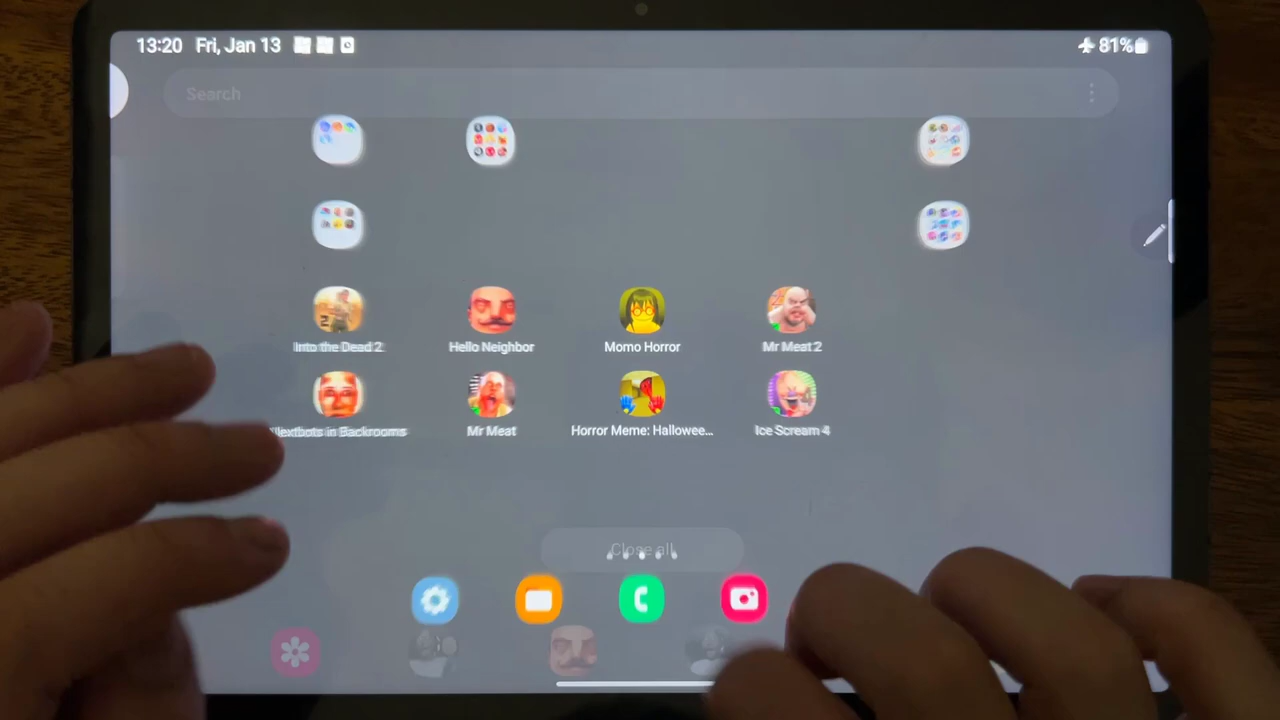 13:20 Fri, Jan 13 81%
Search
Into the Dead 2 Hello Neighbor Momo Horror Mr Meat 2
in Backrooms Mr Meat Horror Meme: Hallowee... Ice Scream 4
Close all